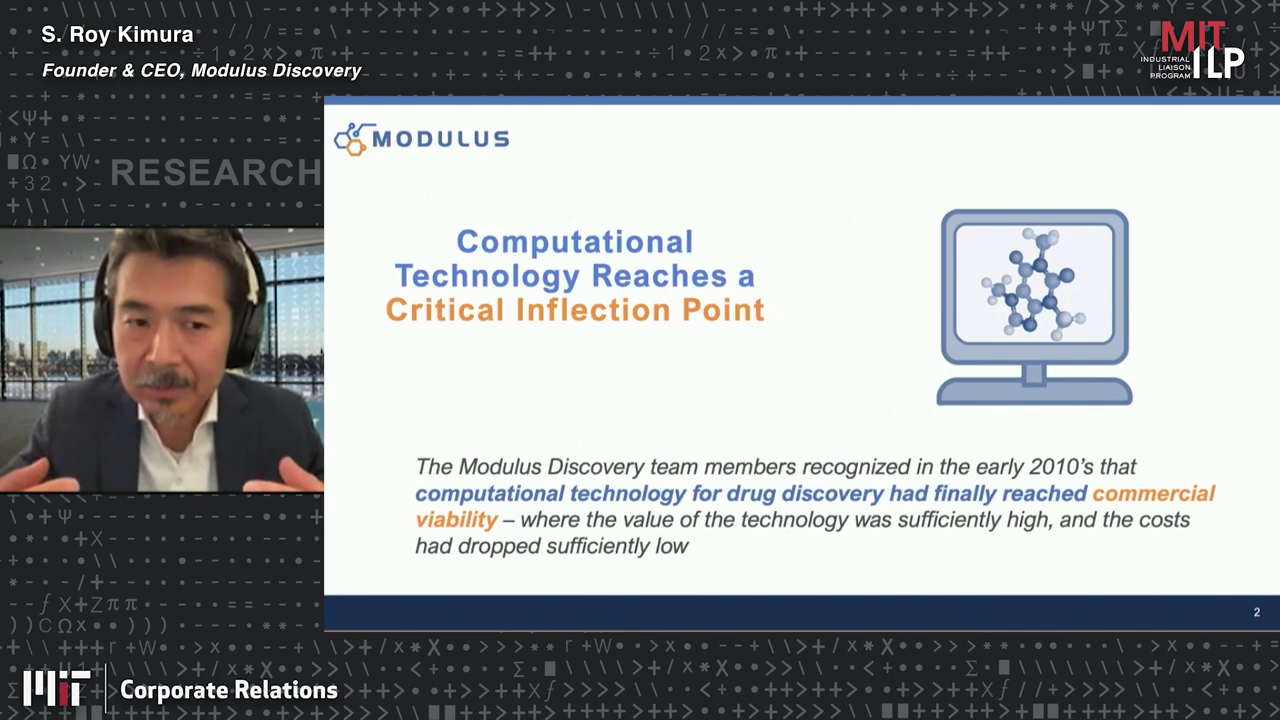 S. Roy Kimura
Founder & CEO, Modulus Discovery
MIT
INDUSTRIAL
LIAISON
PROGRAM
ILP
RESEARCH
MODULUS
Computational
Technology Reaches a
Critical Inflection Point
The Modulus Discovery team members recognized in the early 2010's that
computational technology for drug discovery had finally reached commercial
viability – where the value of the technology was sufficiently high, and the costs
had dropped sufficiently low
2
MIT
Corporate Relations